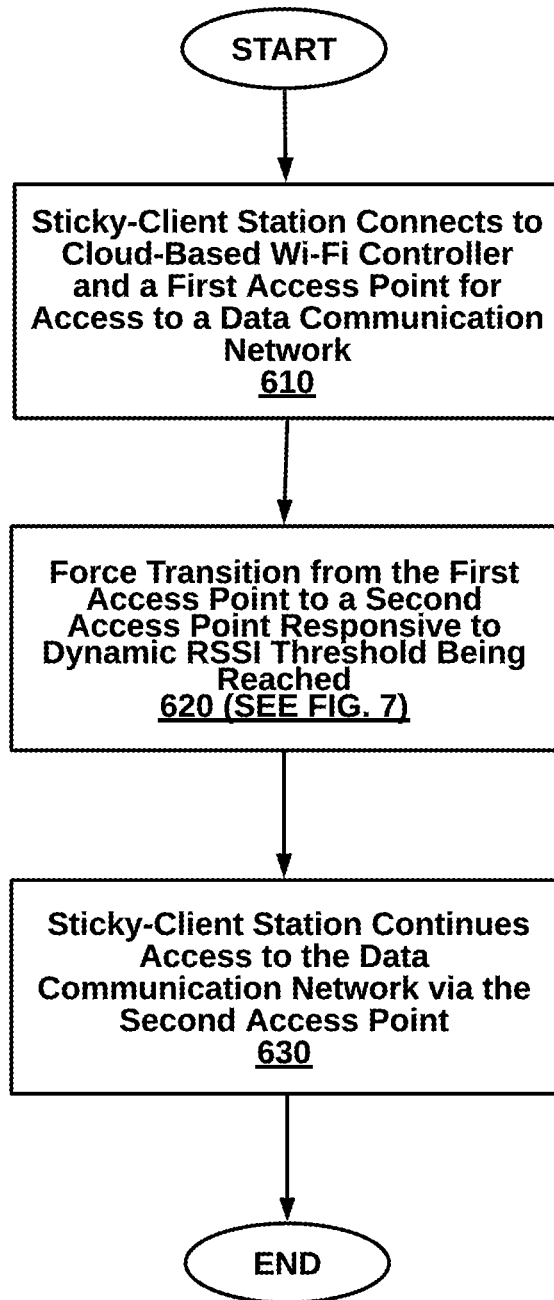 START
Sticky-Client Station Connects to
Cloud-Based Wi-Fi Controller
and a First Access Point for
Access to a Data Communication
Network
610
Force Transition from the First
Access Point to a Second
Access Point Responsive to
Dynamic RSSI Threshold Being
Reached
620 (SEE FIG. 7)
Sticky-Client Station Continues
Access to the Data
Communication Network via the
Second Access Point
630
END